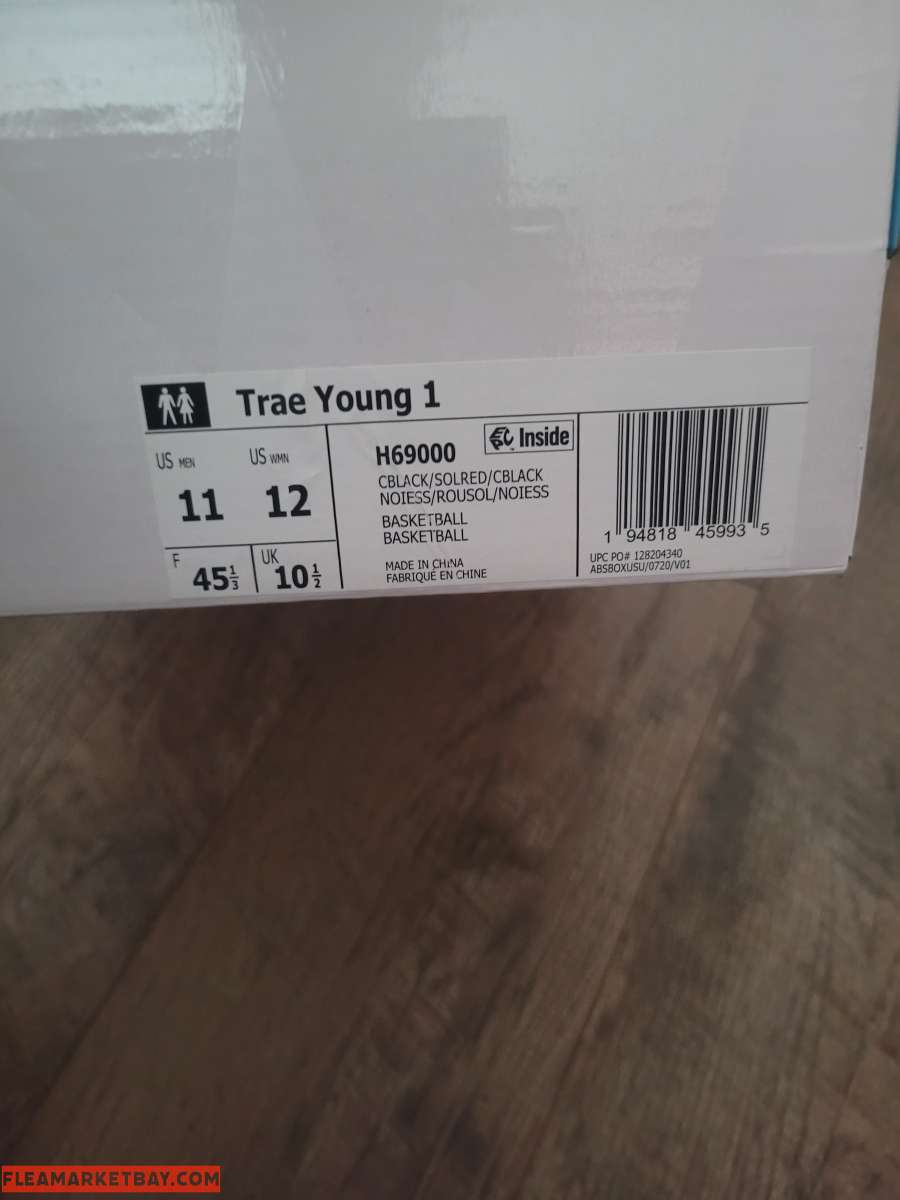 Trae Young 1
US MEN
11
US WMN
12
F
45⅓
UK
10½
H69000
Inside
CBLACK/SOLRED/CBLACK
NOIESS/ROUSOL/NOIESS
BASKETBALL
BASKETBALL
MADE IN CHINA
FABRIQUÉ EN CHINE
1 94818 45993 5
UPC PO# 128204340
ABSBOXUSU/0720/V01
FLEAMARKETBAY.COM